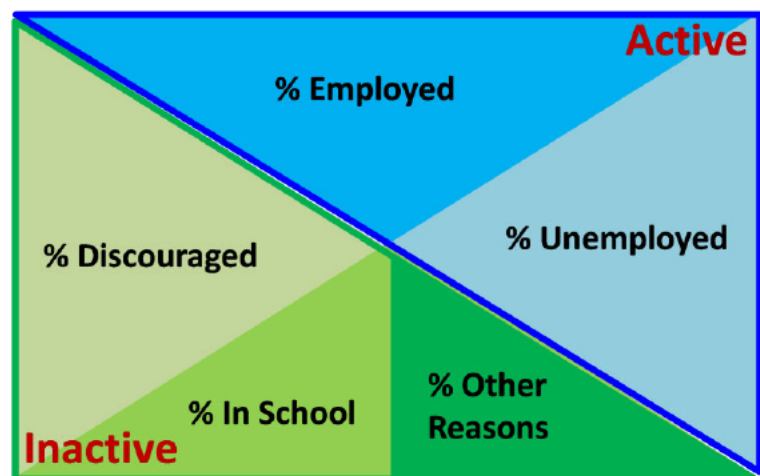 Active
% Employed
% Unemployed
% Discouraged
% Other
Reasons
% In School
Inactive